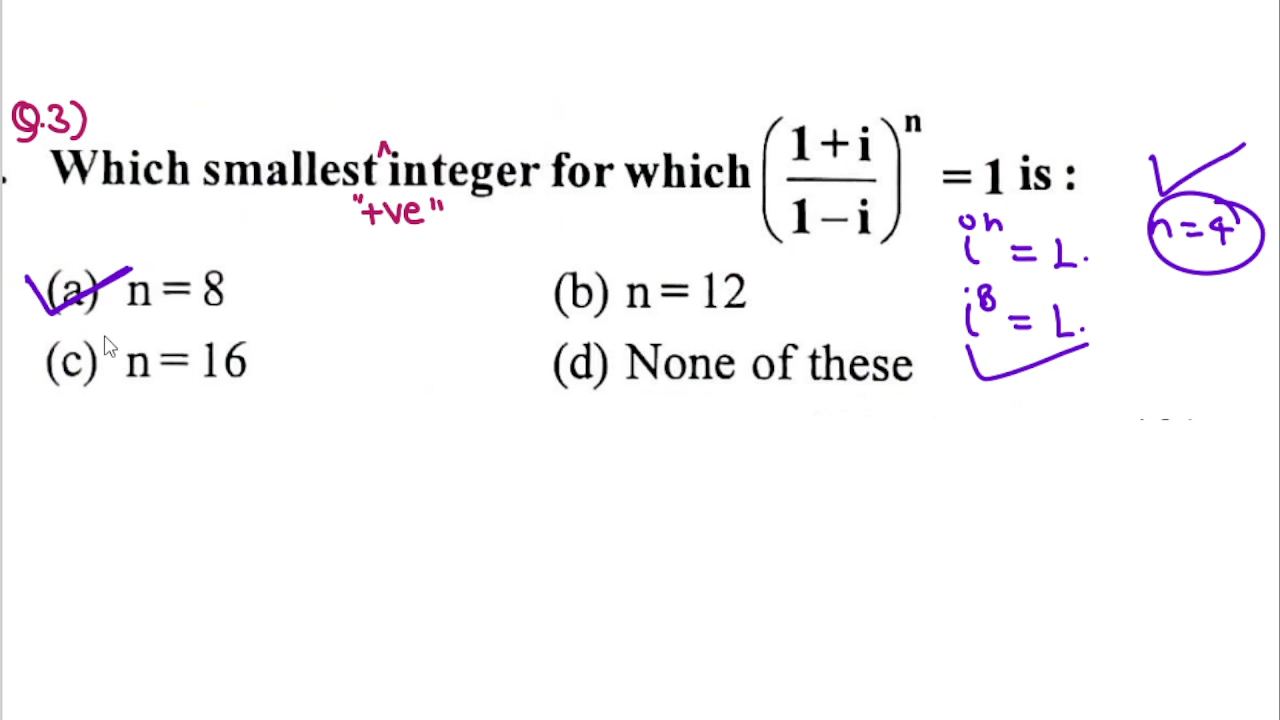 Q.3)
. Which smallest ^ integer for which ((1+i)/(1−i))^n = 1 is :
"+ve"
i^n = 1.
n=4
(a) n = 8 (b) n = 12
i^8 = 1.
(c) n = 16 (d) None of these